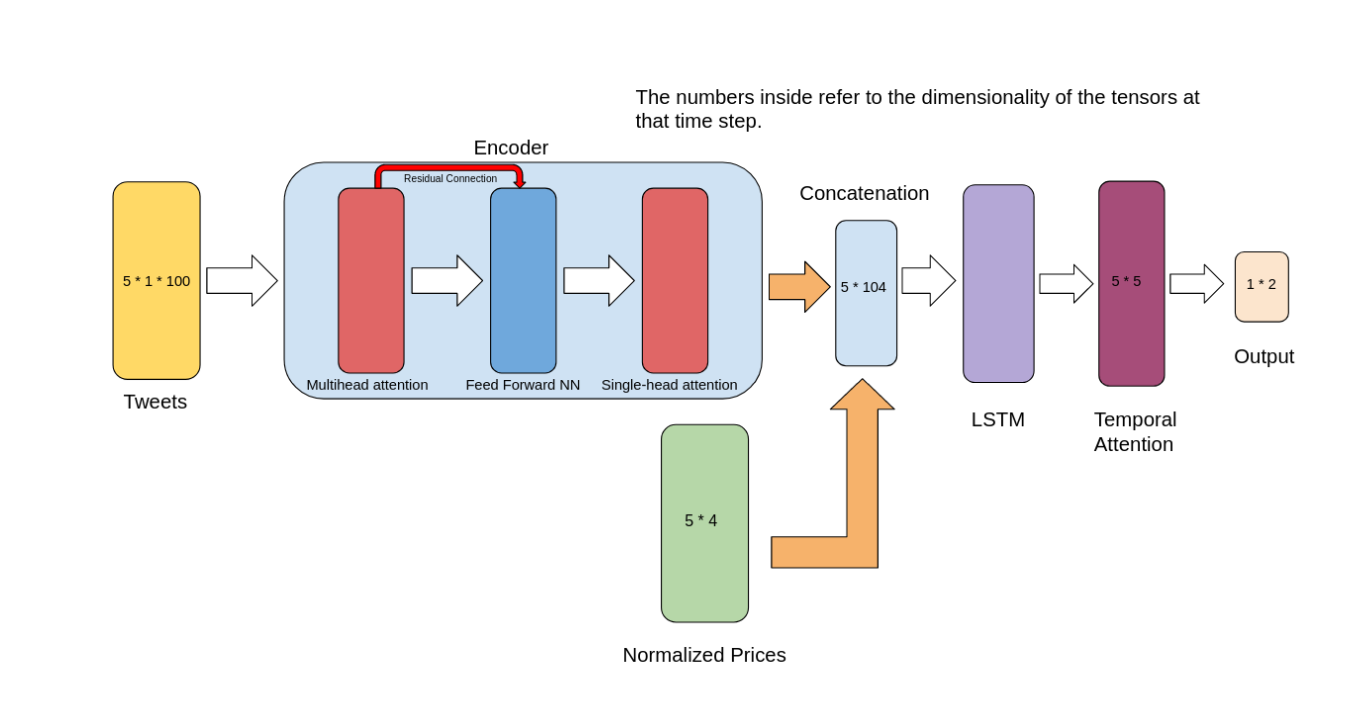 The numbers inside refer to the dimensionality of the tensors at
that time step.
Encoder
Residual Connection
5 * 1 * 100
Tweets
Multihead attention
Feed Forward NN
Single-head attention
Concatenation
5 * 104
LSTM
5 * 5
Temporal
Attention
1 * 2
Output
5 * 4
Normalized Prices